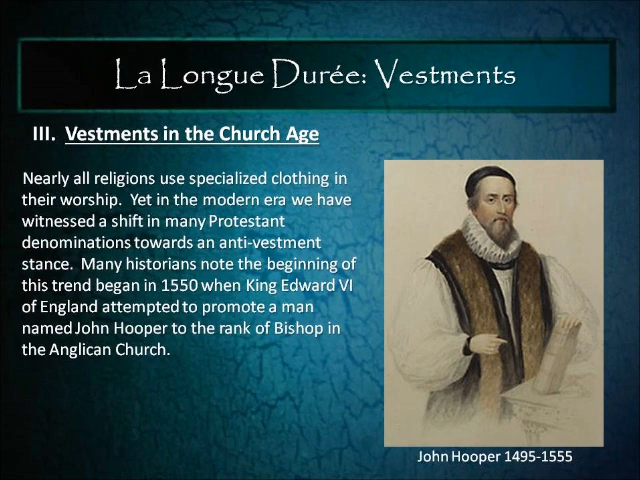 La Longue Durée: Vestments
III. Vestments in the Church Age
Nearly all religions use specialized clothing in
their worship. Yet in the modern era we have
witnessed a shift in many Protestant
denominations towards an anti-vestment
stance. Many historians note the beginning of
this trend began in 1550 when King Edward VI
of England attempted to promote a man
named John Hooper to the rank of Bishop in
the Anglican Church.
John Hooper 1495-1555